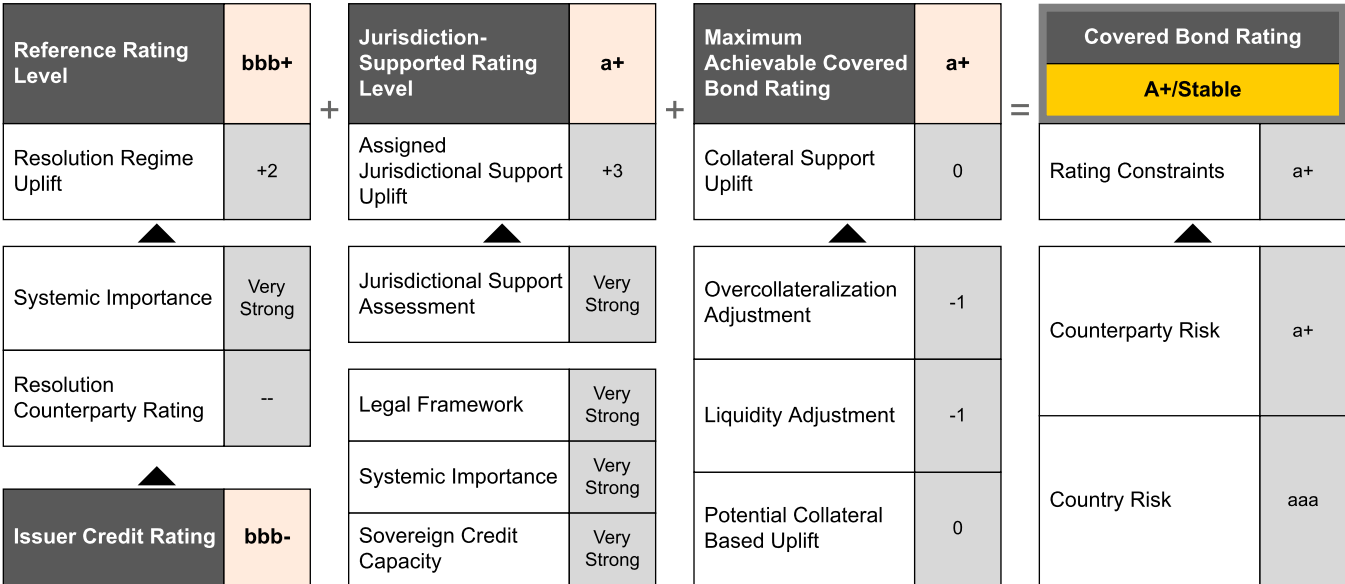 Reference Rating
Level
bbb+
Resolution Regime
Uplift
+2
Systemic Importance
Very
Strong
Resolution
Counterparty Rating
--
Issuer Credit Rating
bbb-
+
Jurisdiction-
Supported Rating
Level
a+
Assigned
Jurisdictional Support
Uplift
+3
Jurisdictional Support
Assessment
Very
Strong
Legal Framework
Very
Strong
Systemic Importance
Very
Strong
Sovereign Credit
Capacity
Very
Strong
+
Maximum
Achievable Covered
Bond Rating
a+
Collateral Support
Uplift
0
Overcollateralization
Adjustment
-1
Liquidity Adjustment
-1
Potential Collateral
Based Uplift
0
=
Covered Bond Rating
A+/Stable
Rating Constraints
a+
Counterparty Risk
a+
Country Risk
aaa